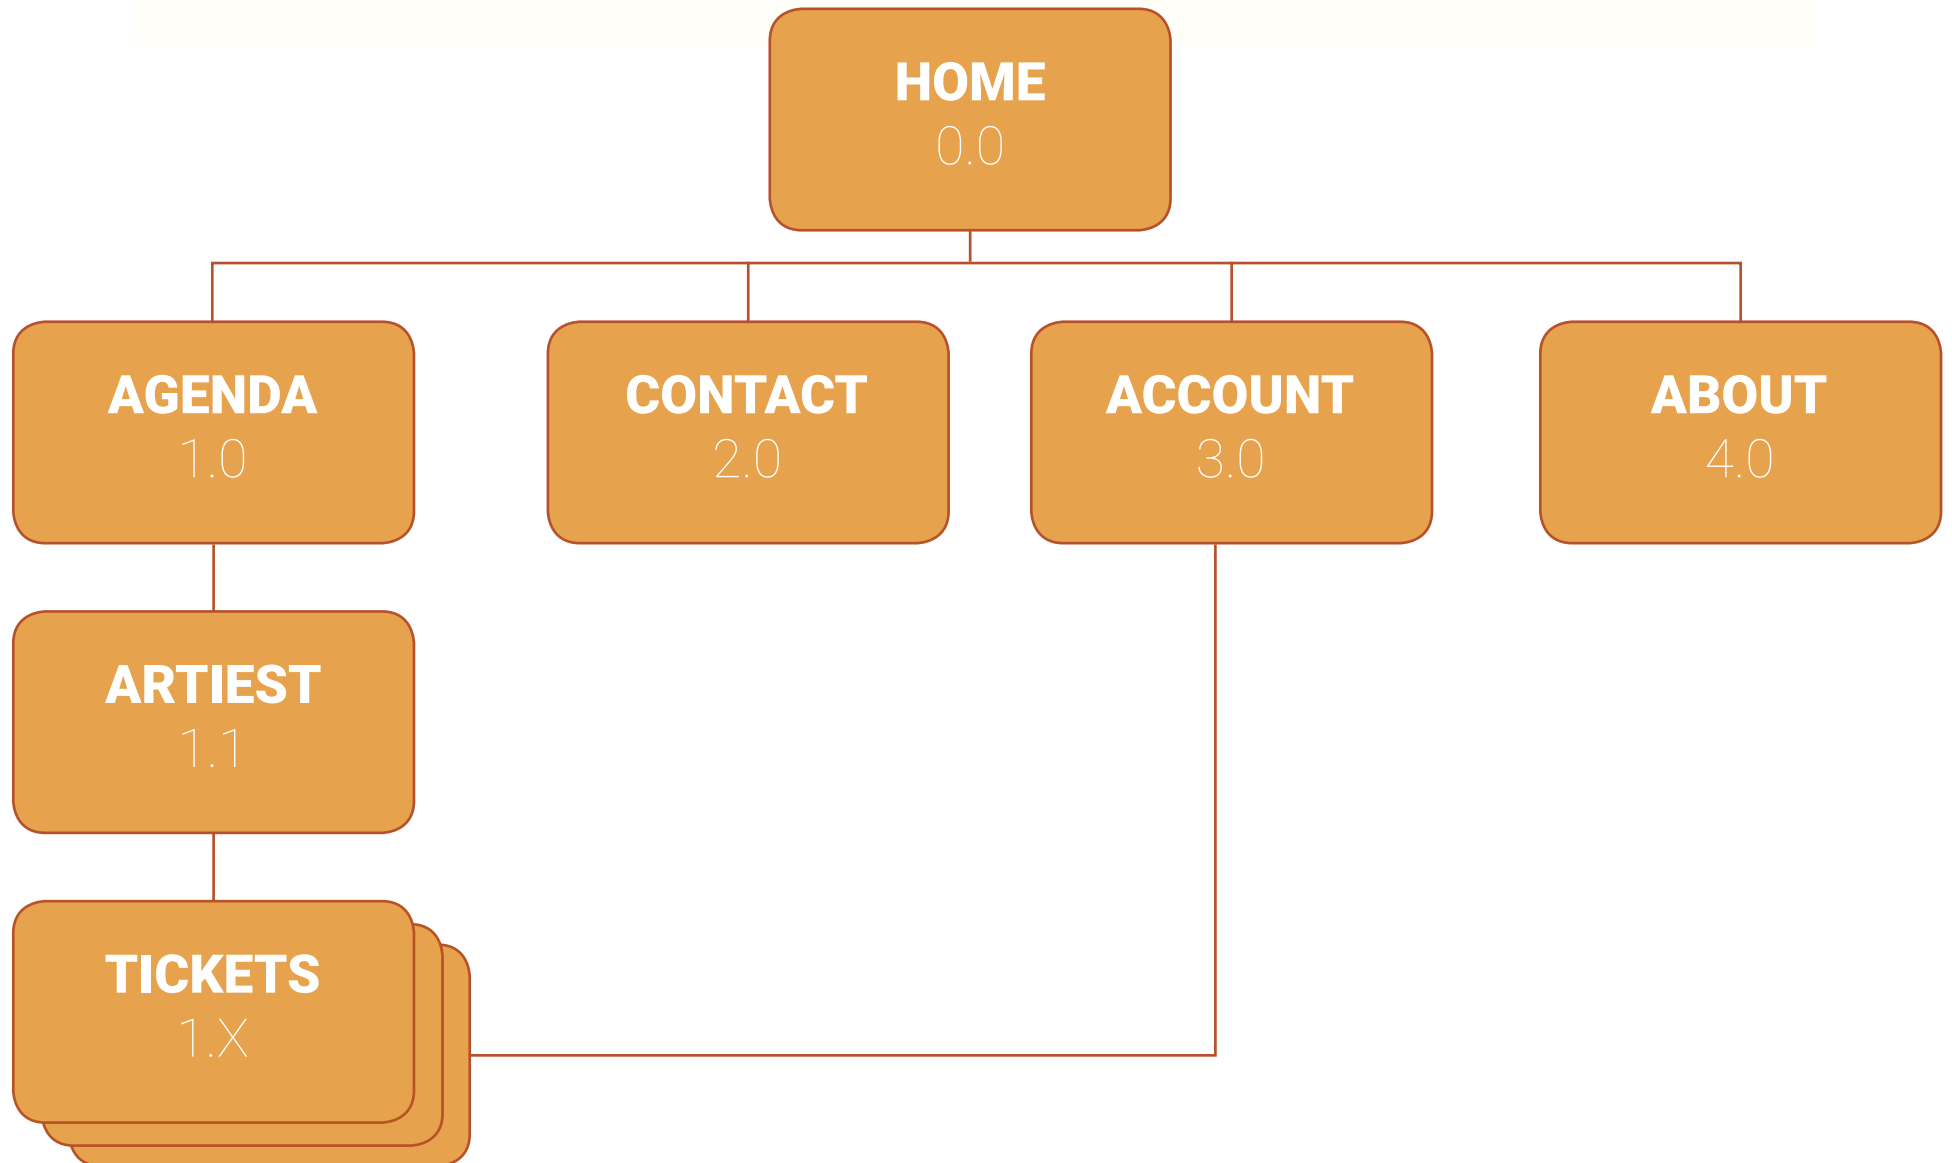 HOME
0.0
AGENDA
1.0
CONTACT
2.0
ACCOUNT
3.0
ABOUT
4.0
ARTIEST
1.1
TICKETS
1.X